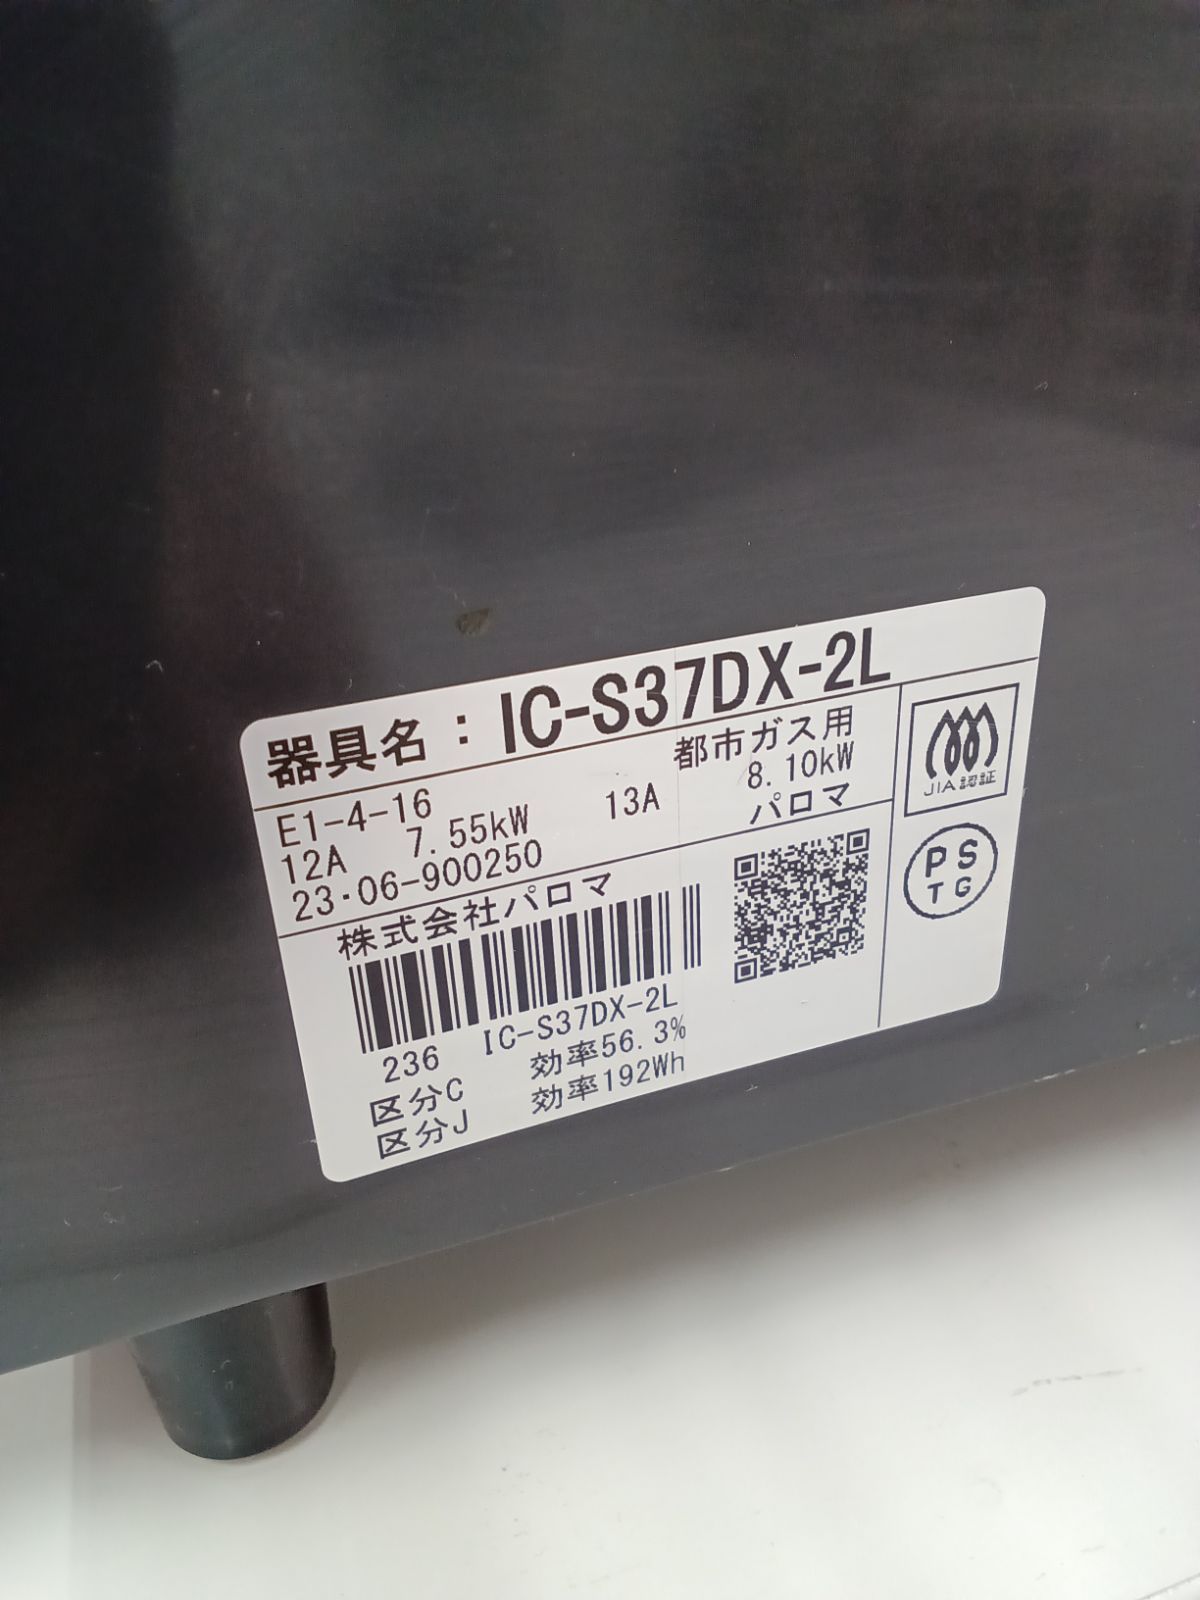 器具名：IC-S37DX-2L
E1-4-16 都市ガス用
12A 7.55kW 13A 8.10kW
23・06-900250 パロマ
株式会社パロマ
236 IC-S37DX-2L
区分C 効率56.3%
区分J 効率192Wh
JIA認証
PS
TG